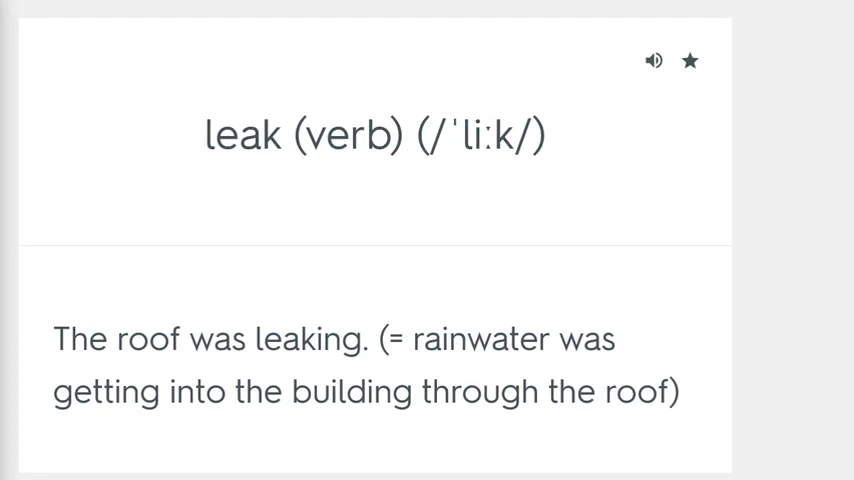 leak (verb) (/ˈliːk/)
The roof was leaking. (= rainwater was
getting into the building through the roof)